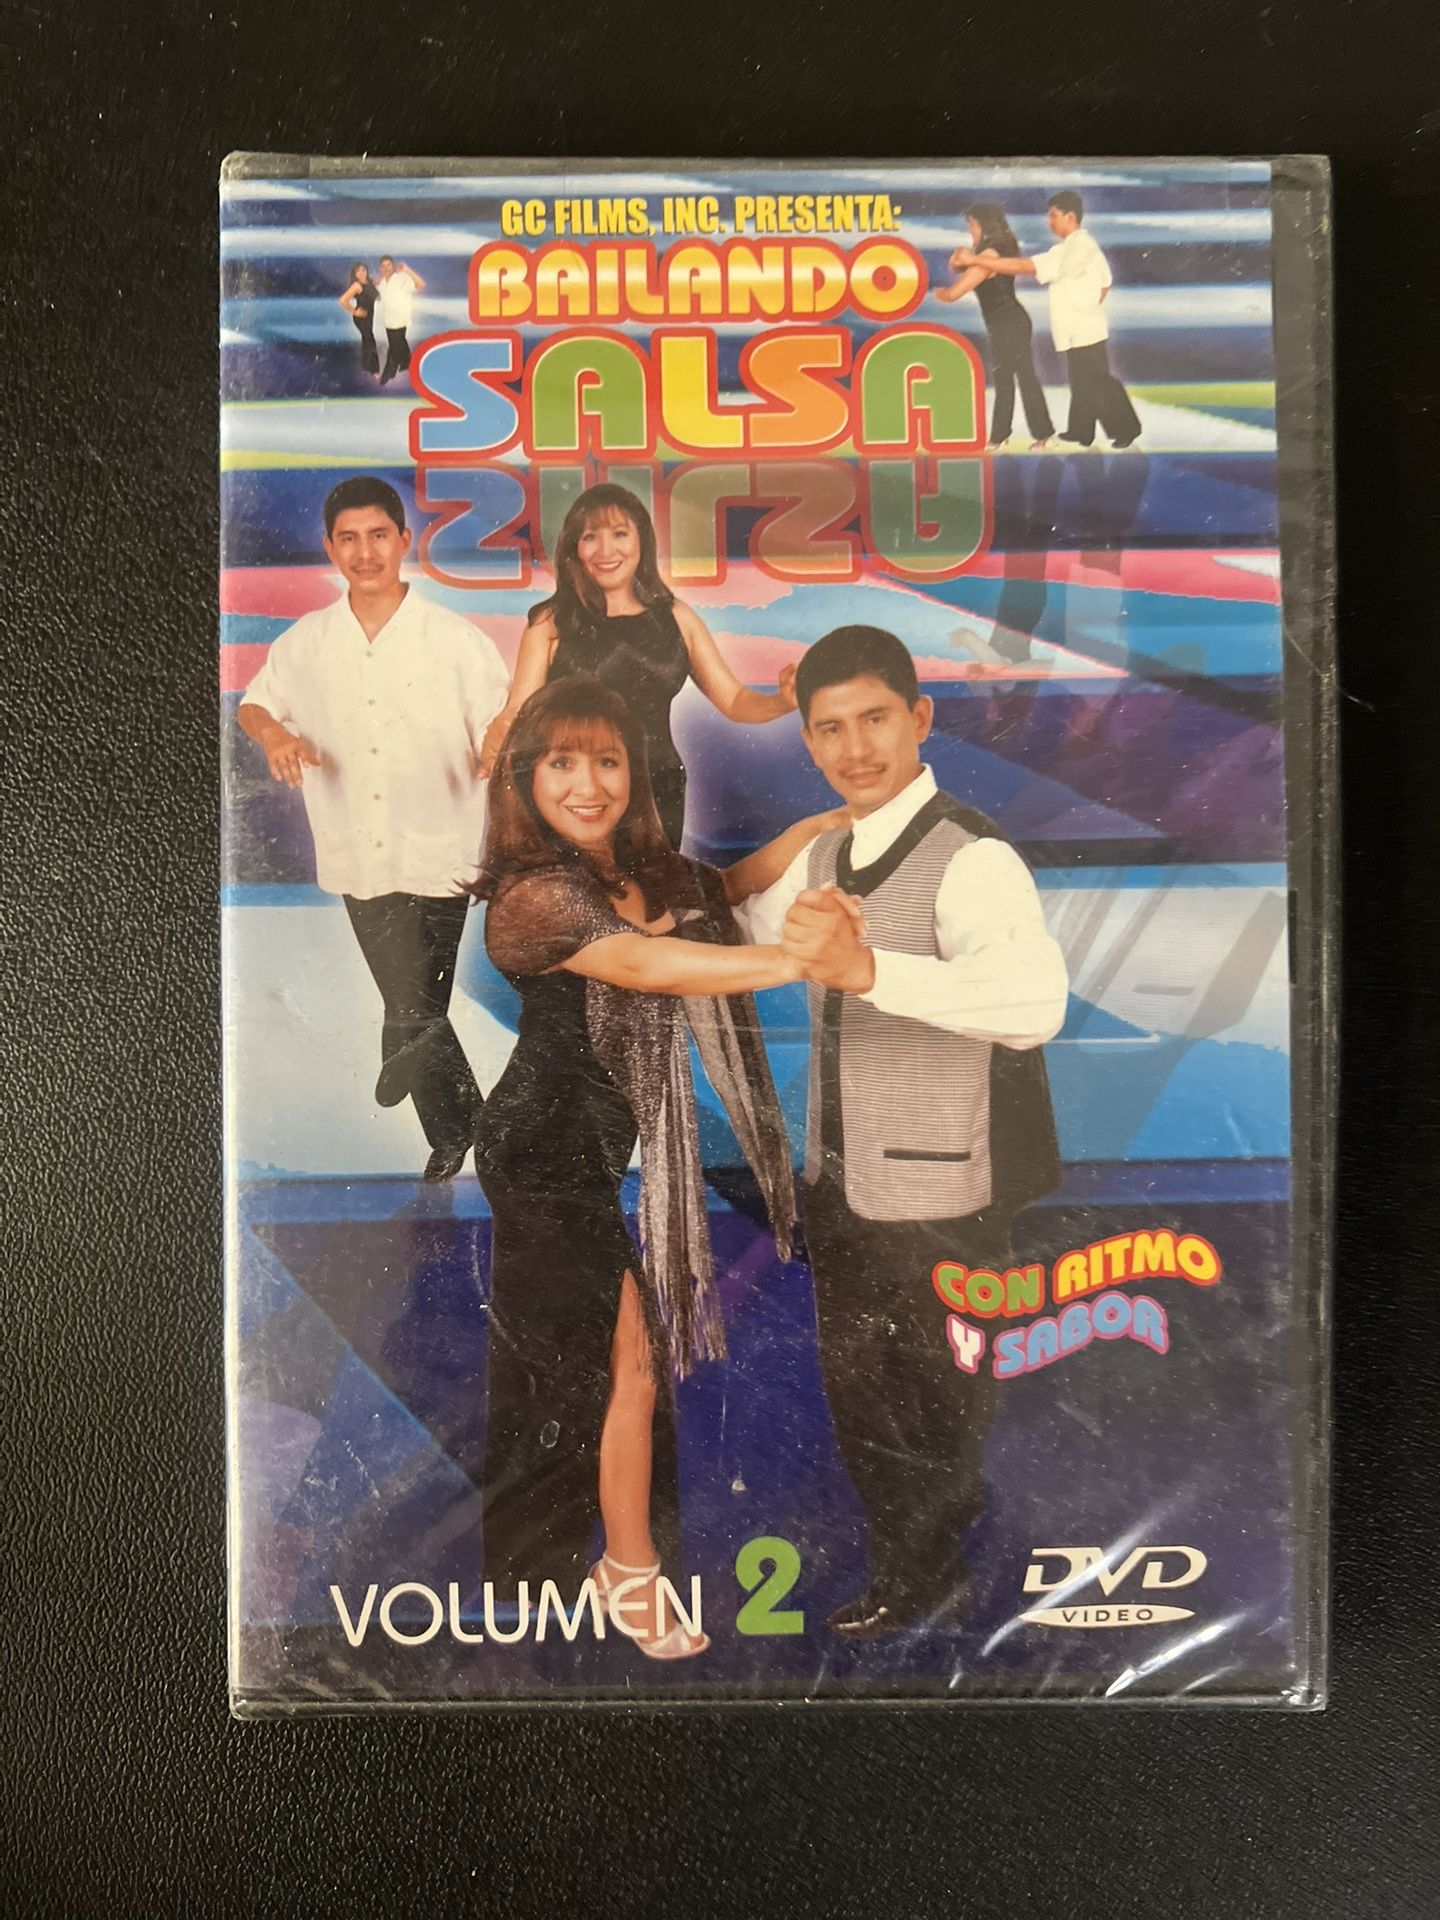 GC FILMS, INC. PRESENTA:
BAILANDO
SALSA
CON RITMO
Y SABOR
VOLUMEN 2
DVD
VIDEO